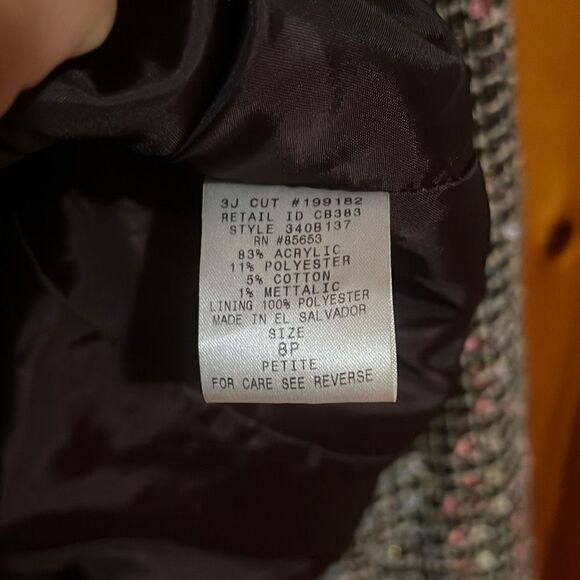 3J CUT #199182
RETAIL ID CB383
STYLE 340B137
RN #85653
83% ACRYLIC
11% POLYESTER
5% COTTON
1% METTALIC
LINING 100% POLYESTER
MADE IN EL SALVADOR
SIZE
8P
PETITE
FOR CARE SEE REVERSE